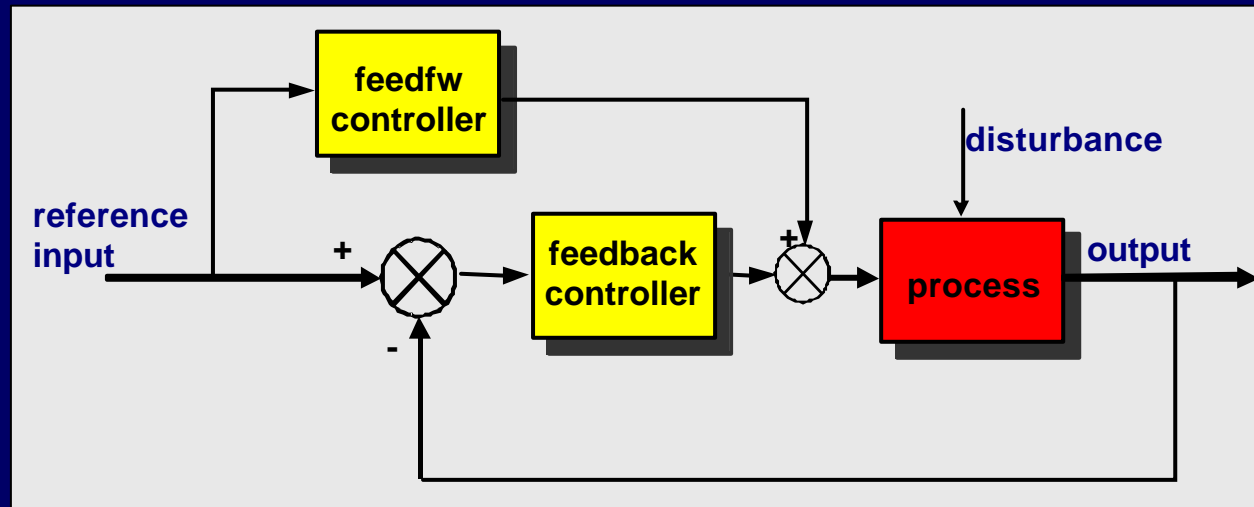 feedfw
controller
disturbance
reference
input
+
feedback
controller
+
process
output
-